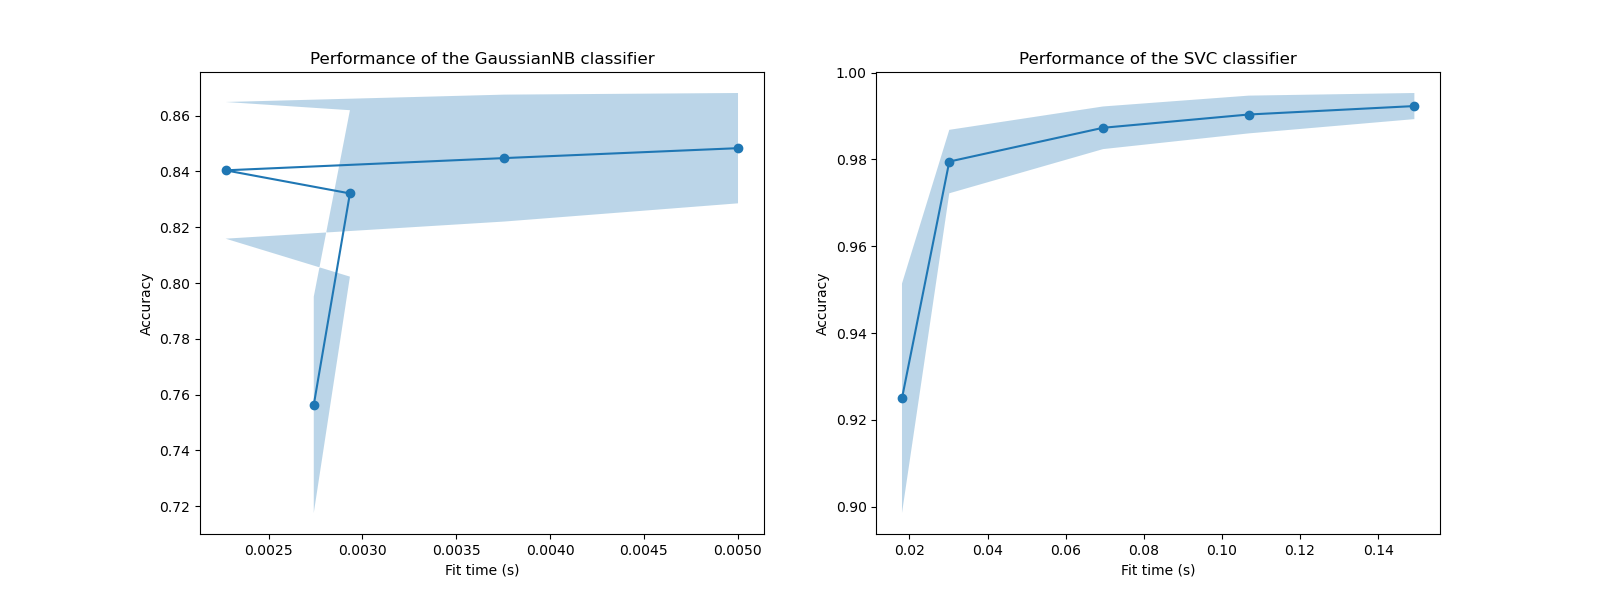 Performance of the GaussianNB classifier
0.86
0.84
0.82
0.80
0.78
0.76
0.74
0.72
Accuracy
0.0025 0.0030 0.0035 0.0040 0.0045 0.0050
Fit time (s)
Performance of the SVC classifier
1.00
0.98
0.96
0.94
0.92
0.90
Accuracy
0.02 0.04 0.06 0.08 0.10 0.12 0.14
Fit time (s)